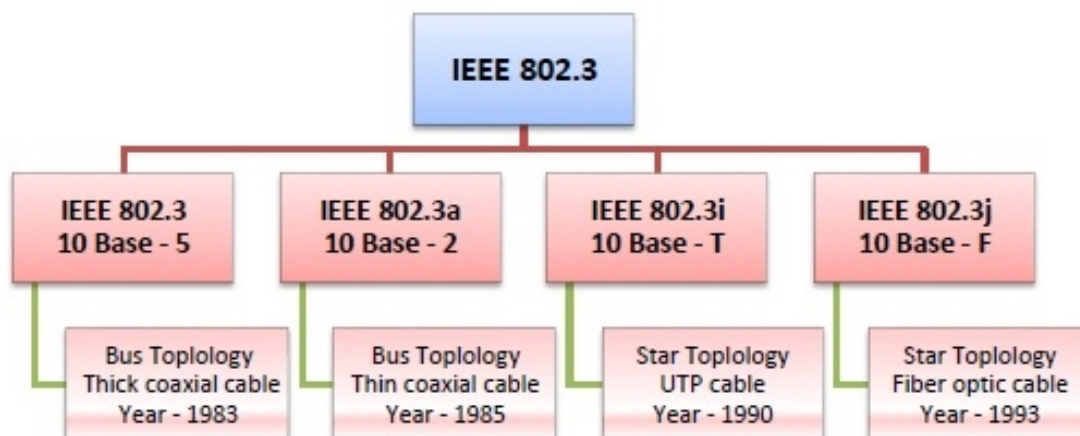 IEEE 802.3
IEEE 802.3
10 Base - 5
IEEE 802.3a
10 Base - 2
IEEE 802.3i
10 Base - T
IEEE 802.3j
10 Base - F
Bus Toplology
Thick coaxial cable
Year - 1983
Bus Toplology
Thin coaxial cable
Year - 1985
Star Toplology
UTP cable
Year - 1990
Star Toplology
Fiber optic cable
Year - 1993